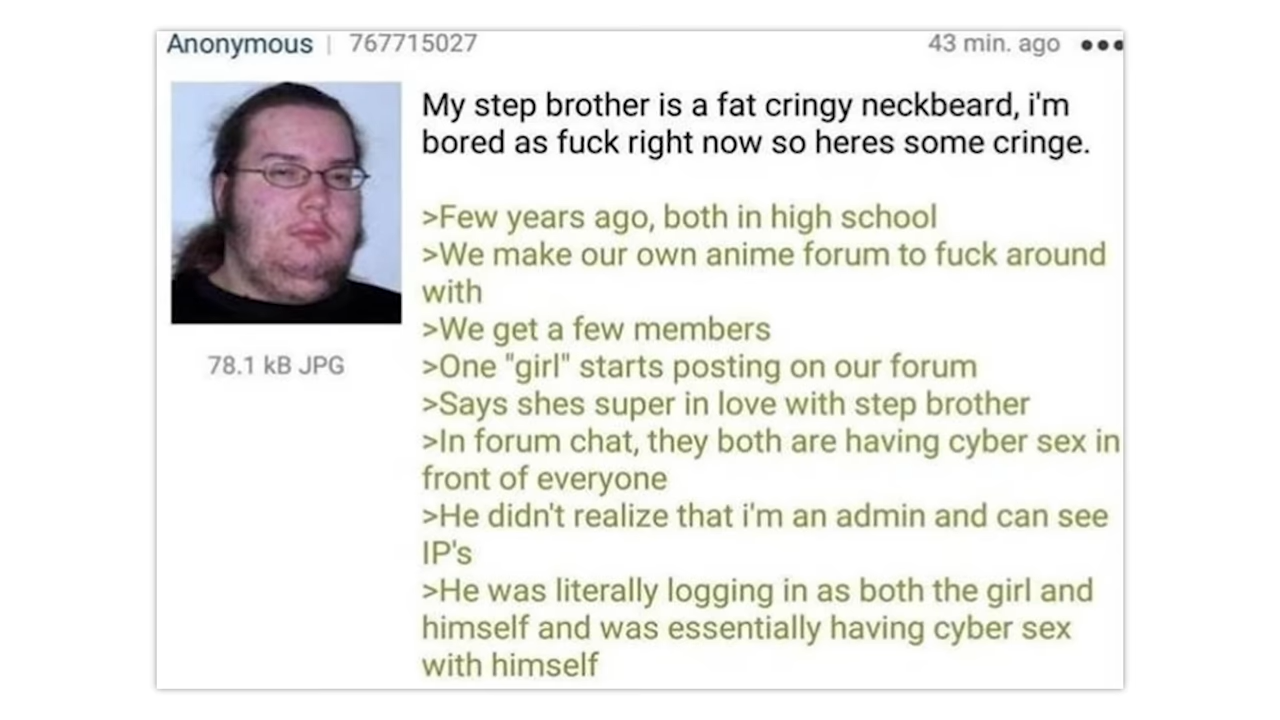 Anonymous | 767715027
43 min. ago
My step brother is a fat cringy neckbeard, i'm
bored as fuck right now so heres some cringe.
>Few years ago, both in high school
>We make our own anime forum to fuck around
with
>We get a few members
>One "girl" starts posting on our forum
>Says shes super in love with step brother
>In forum chat, they both are having cyber sex in
front of everyone
>He didn't realize that i'm an admin and can see
IP's
>He was literally logging in as both the girl and
himself and was essentially having cyber sex
with himself
78.1 kB JPG